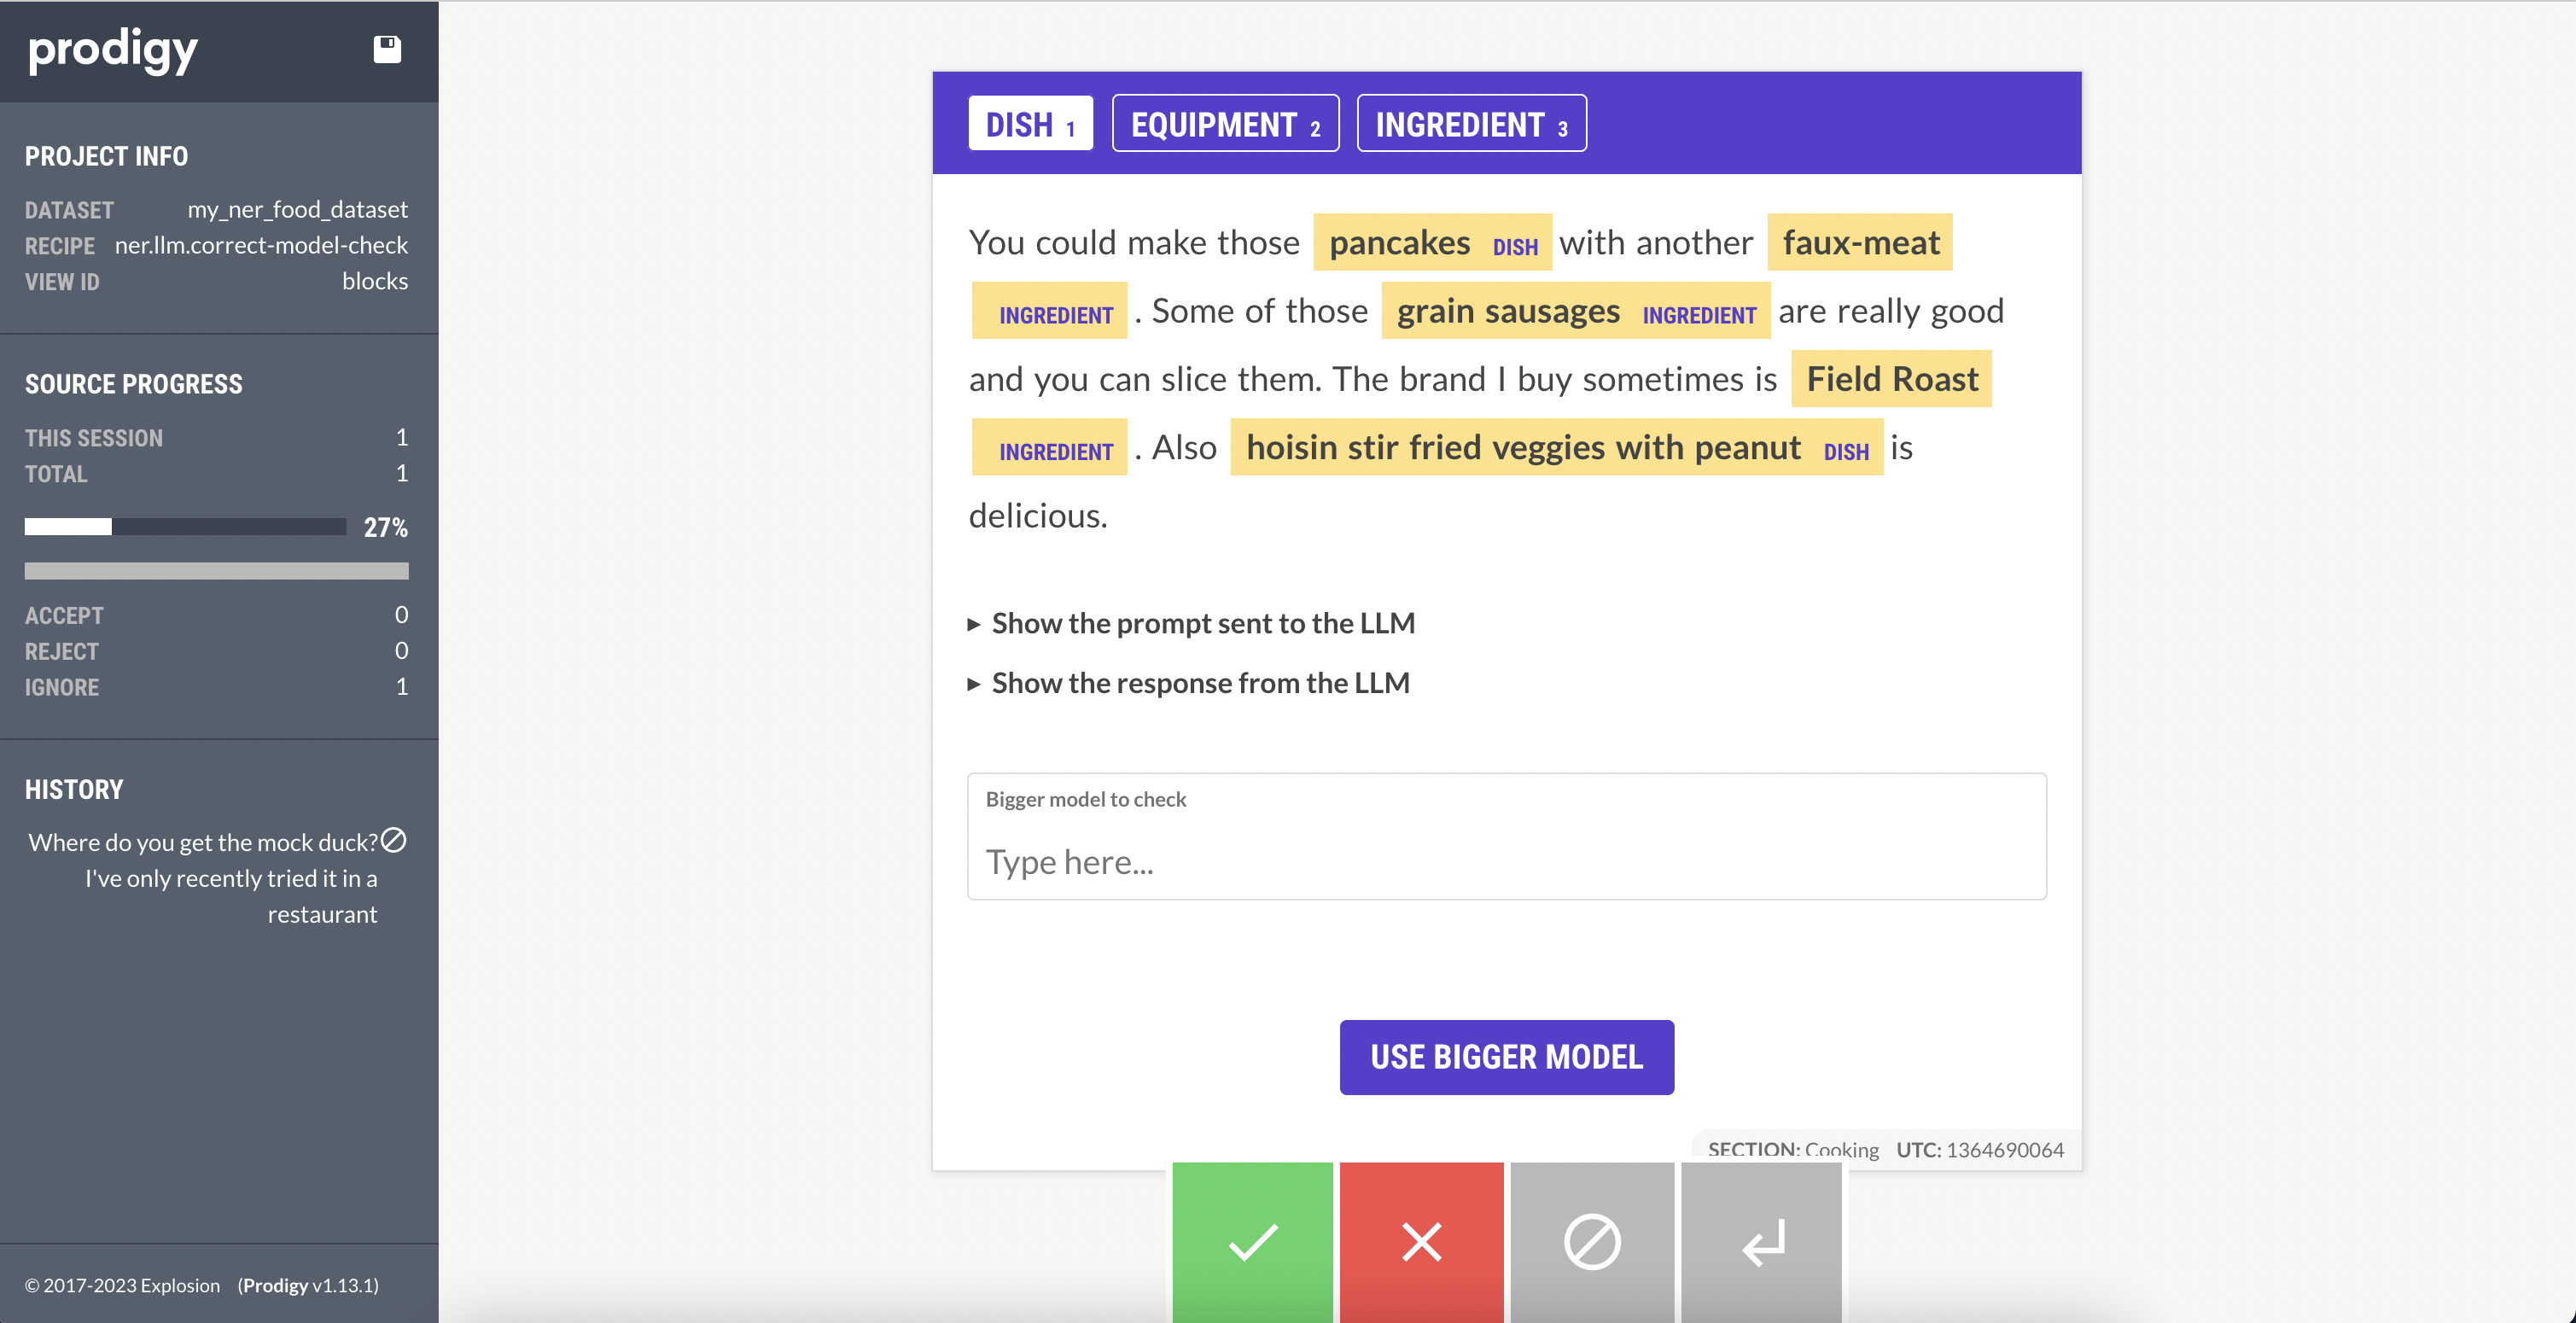 prodigy
PROJECT INFO
DATASET my_ner_food_dataset
RECIPE ner.llm.correct-model-check
VIEW ID blocks
SOURCE PROGRESS
THIS SESSION 1
TOTAL 1
27%
ACCEPT 0
REJECT 0
IGNORE 1
HISTORY
Where do you get the mock duck?
I've only recently tried it in a
restaurant
© 2017-2023 Explosion (Prodigy v1.13.1)
DISH 1 EQUIPMENT 2 INGREDIENT 3
You could make those pancakes DISH with another faux-meat
INGREDIENT . Some of those grain sausages INGREDIENT are really good
and you can slice them. The brand I buy sometimes is Field Roast
INGREDIENT . Also hoisin stir fried veggies with peanut DISH is
delicious.
Show the prompt sent to the LLM
Show the response from the LLM
Bigger model to check
Type here...
USE BIGGER MODEL
SECTION: Cooking UTC: 1364690064